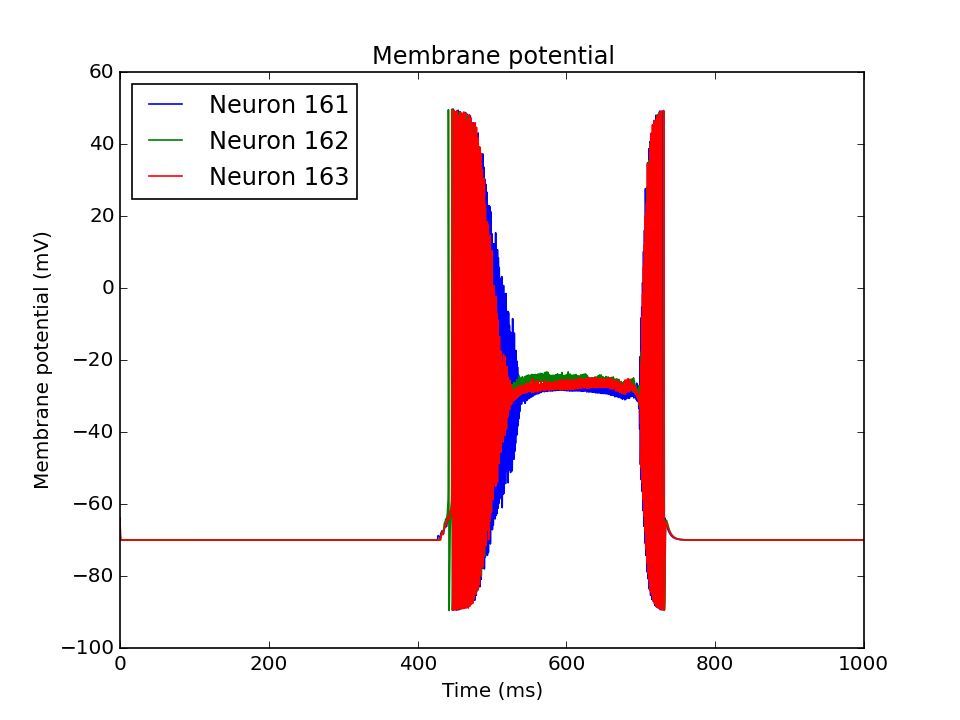 Membrane potential
Neuron 161
Neuron 162
Neuron 163
Membrane potential (mV)
60
40
20
0
−20
−40
−60
−80
−100
0 200 400 600 800 1000
Time (ms)